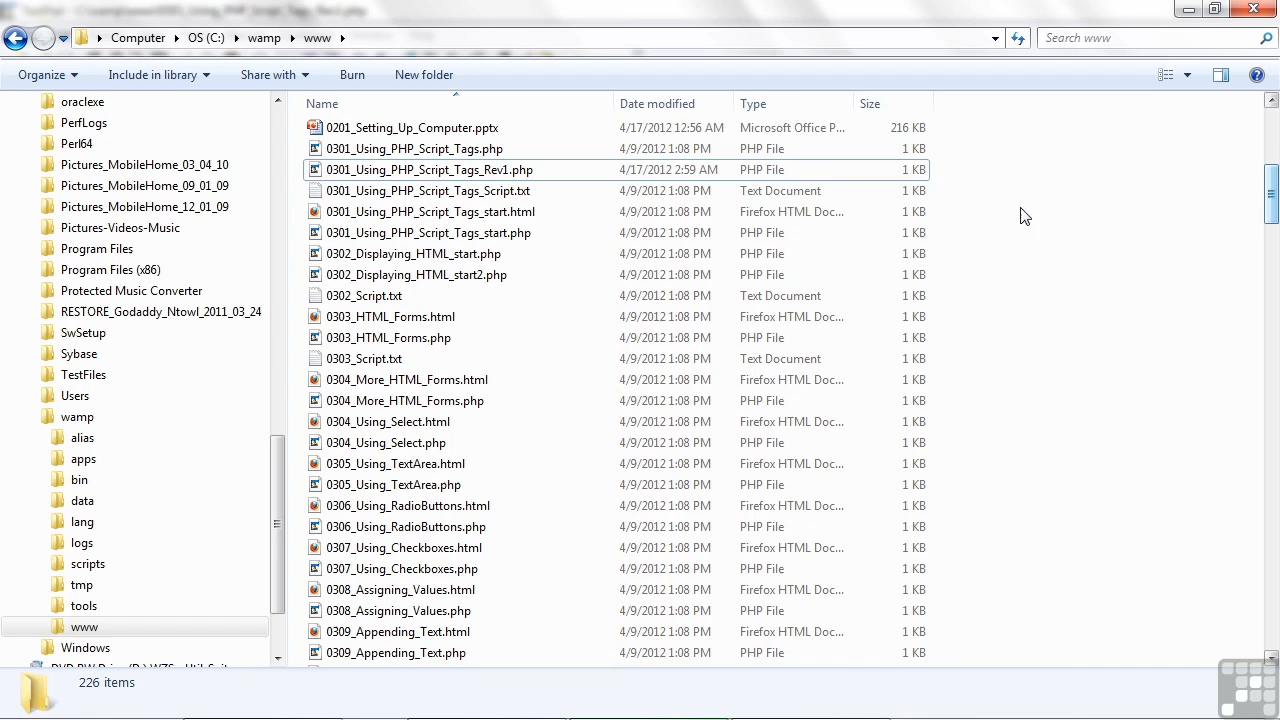 Computer OS (C:) wamp www Search www
Organize Include in library Share with Burn New folder
oraclexe
PerfLogs
Perl64
Pictures_MobileHome_03_04_10
Pictures_MobileHome_09_01_09
Pictures_MobileHome_12_01_09
Pictures-Videos-Music
Program Files
Program Files (x86)
Protected Music Converter
RESTORE_Godaddy_Ntowl_2011_03_24
SwSetup
Sybase
TestFiles
Users
wamp
alias
apps
bin
data
lang
logs
scripts
tmp
tools
www
Windows
Name Date modified Type Size
0201_Setting_Up_Computer.pptx 4/17/2012 12:56 AM Microsoft Office P... 216 KB
0301_Using_PHP_Script_Tags.php 4/9/2012 1:08 PM PHP File 1 KB
0301_Using_PHP_Script_Tags_Rev1.php 4/17/2012 2:59 AM PHP File 1 KB
0301_Using_PHP_Script_Tags_Script.txt 4/9/2012 1:08 PM Text Document 1 KB
0301_Using_PHP_Script_Tags_start.html 4/9/2012 1:08 PM Firefox HTML Doc... 1 KB
0301_Using_PHP_Script_Tags_start.php 4/9/2012 1:08 PM PHP File 1 KB
0302_Displaying_HTML_start.php 4/9/2012 1:08 PM PHP File 1 KB
0302_Displaying_HTML_start2.php 4/9/2012 1:08 PM PHP File 1 KB
0302_Script.txt 4/9/2012 1:08 PM Text Document 1 KB
0303_HTML_Forms.html 4/9/2012 1:08 PM Firefox HTML Doc... 1 KB
0303_HTML_Forms.php 4/9/2012 1:08 PM PHP File 1 KB
0303_Script.txt 4/9/2012 1:08 PM Text Document 1 KB
0304_More_HTML_Forms.html 4/9/2012 1:08 PM Firefox HTML Doc... 1 KB
0304_More_HTML_Forms.php 4/9/2012 1:08 PM PHP File 1 KB
0304_Using_Select.html 4/9/2012 1:08 PM Firefox HTML Doc... 1 KB
0304_Using_Select.php 4/9/2012 1:08 PM PHP File 1 KB
0305_Using_TextArea.html 4/9/2012 1:08 PM Firefox HTML Doc... 1 KB
0305_Using_TextArea.php 4/9/2012 1:08 PM PHP File 1 KB
0306_Using_RadioButtons.html 4/9/2012 1:08 PM Firefox HTML Doc... 1 KB
0306_Using_RadioButtons.php 4/9/2012 1:08 PM PHP File 1 KB
0307_Using_Checkboxes.html 4/9/2012 1:08 PM Firefox HTML Doc... 1 KB
0307_Using_Checkboxes.php 4/9/2012 1:08 PM PHP File 1 KB
0308_Assigning_Values.html 4/9/2012 1:08 PM Firefox HTML Doc... 1 KB
0308_Assigning_Values.php 4/9/2012 1:08 PM PHP File 1 KB
0309_Appending_Text.html 4/9/2012 1:08 PM Firefox HTML Doc... 1 KB
0309_Appending_Text.php 4/9/2012 1:08 PM PHP File 1 KB
226 items